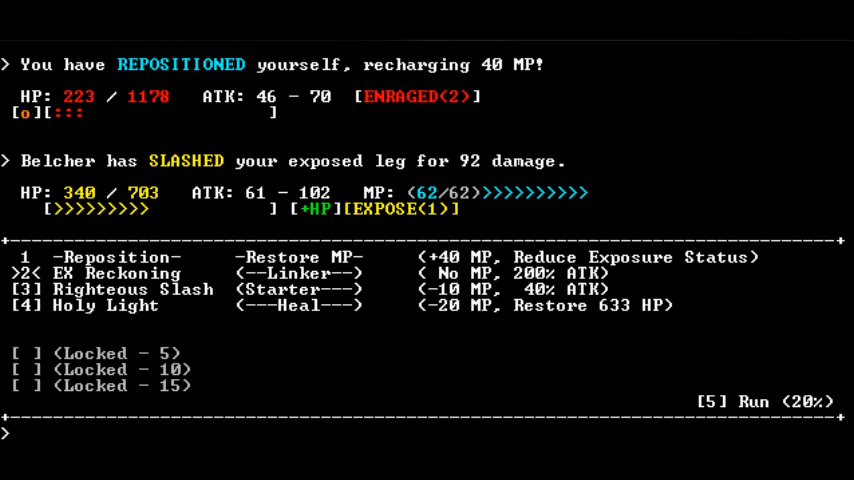 > You have REPOSITIONED yourself, recharging 40 MP!
HP: 223 / 1178 ATK: 46 - 70 [ENRAGED(2)]
[o][::: ]
> Belcher has SLASHED your exposed leg for 92 damage.
HP: 340 / 703 ATK: 61 - 102 MP: (62/62)>>>>>>>>>>
[>>>>>>>>> ] [+HP][EXPOSE(1)]
+------------------------------------------------------+
1 -Reposition- -Restore MP- (+40 MP, Reduce Exposure Status)
>2< EX Reckoning (--Linker--) ( No MP, 200% ATK)
[3] Righteous Slash (Starter---) (-10 MP, 40% ATK)
[4] Holy Light (---Heal---) (-20 MP, Restore 633 HP)
[ ] (Locked - 5)
[ ] (Locked - 10)
[ ] (Locked - 15)
[5] Run (20%)
+------------------------------------------------------+
>